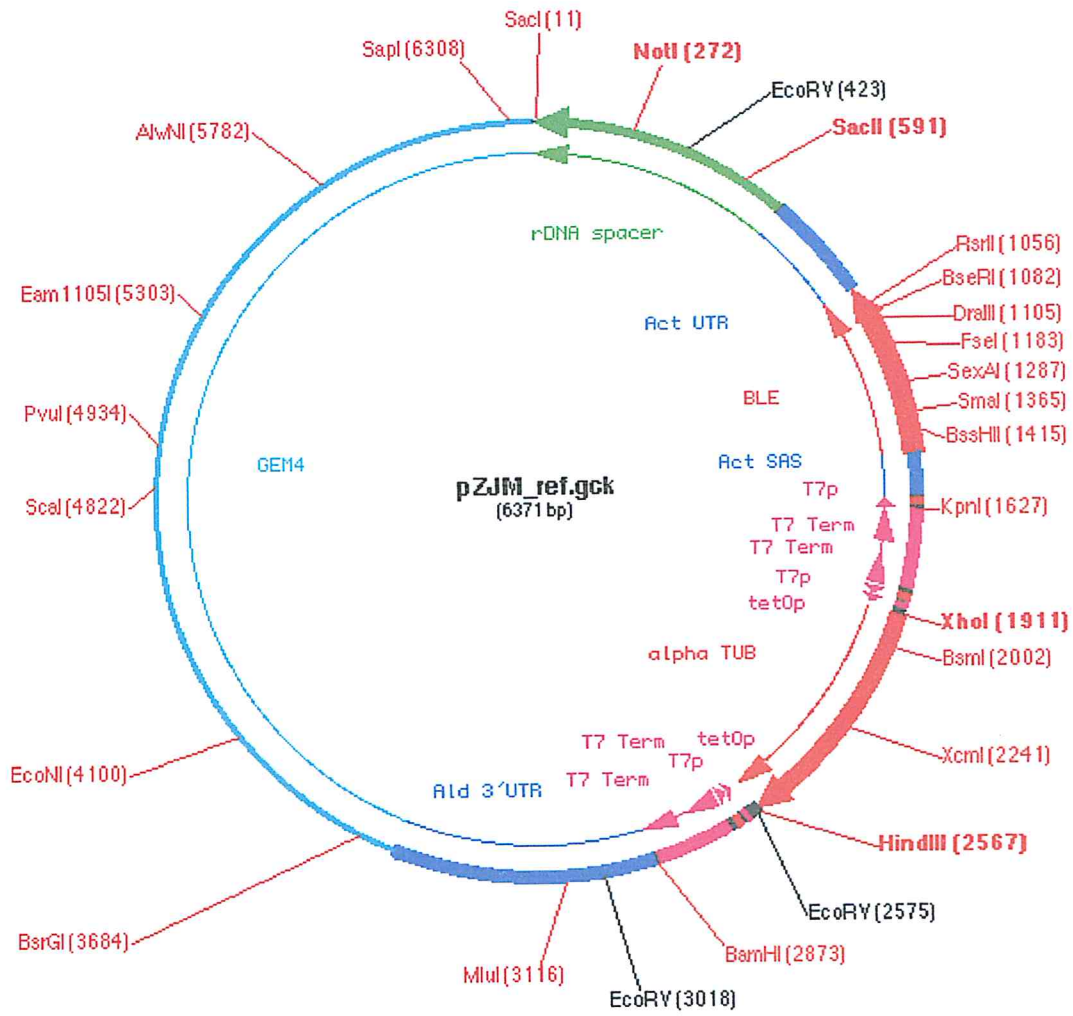 SacI (11)
SapI (6308)
NotI (272)
EcoRV (423)
AlwNI (5782)
SacII (591)
rDNA spacer
RsrII (1056)
BseRI (1082)
Eam1105I (5303)
DraIII (1105)
Act UTR
FseI (1183)
SexAI (1287)
BLE
SmaI (1365)
PvuI (4934)
BssHII (1415)
GEM4
Act SAS
pZJM_ref.gck
(6371 bp)
T7p
ScaI (4822)
KpnI (1627)
T7 Term
T7 Term
T7p
tetOp
XhoI (1911)
alpha TUB
BsmI (2002)
T7 Term
tetOp
XcmI (2241)
T7p
EcoNI (4100)
T7 Term
Ald 3'UTR
HindIII (2567)
EcoRV (2575)
BsrGI (3684)
BamHI (2873)
MluI (3116)
EcoRV (3018)